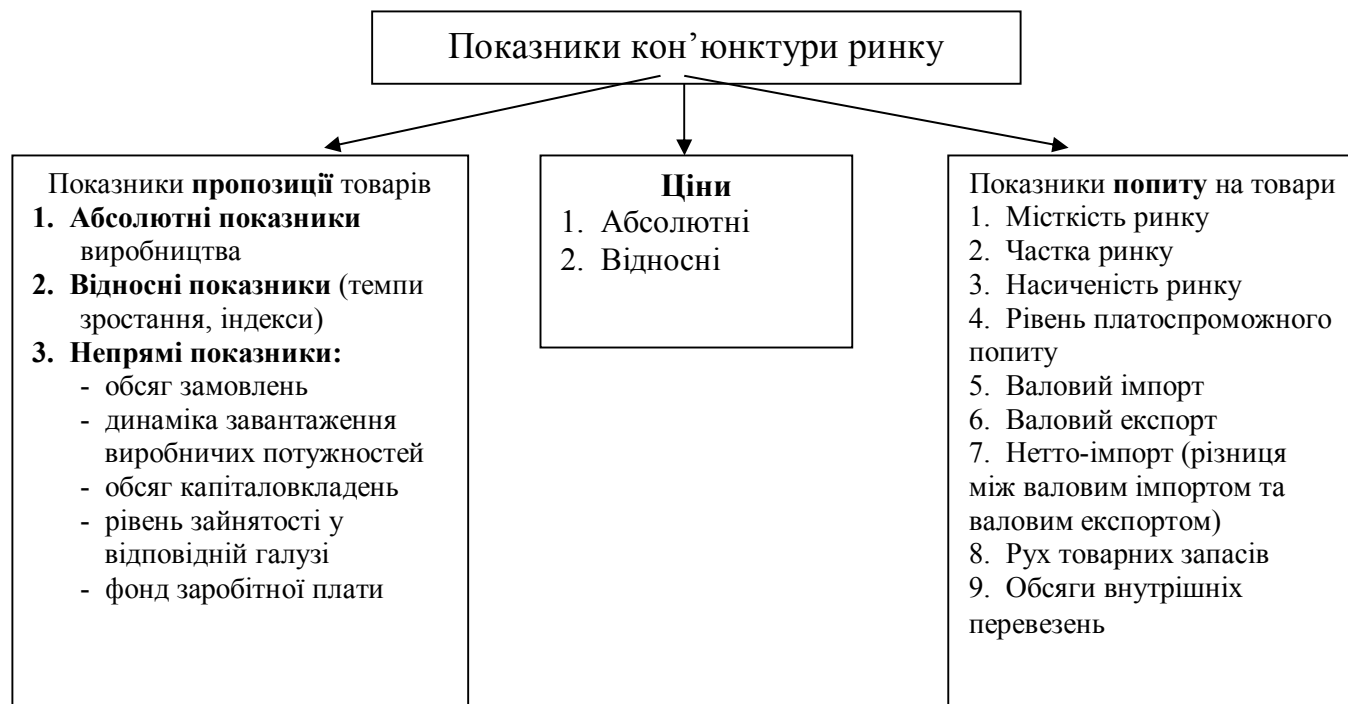 Показники кон’юнктури ринку
Показники пропозиції товарів
1. Абсолютні показники
виробництва
2. Відносні показники (темпи
зростання, індекси)
3. Непрямі показники:
- обсяг замовлень
- динаміка завантаження
виробничих потужностей
- обсяг капіталовкладень
- рівень зайнятості у
відповідній галузі
- фонд заробітної плати
Ціни
1. Абсолютні
2. Відносні
Показники попиту на товари
1. Місткість ринку
2. Частка ринку
3. Насиченість ринку
4. Рівень платоспроможного
попиту
5. Валовий імпорт
6. Валовий експорт
7. Нетто-імпорт (різниця
між валовим імпортом та
валовим експортом)
8. Рух товарних запасів
9. Обсяги внутрішніх
перевезень